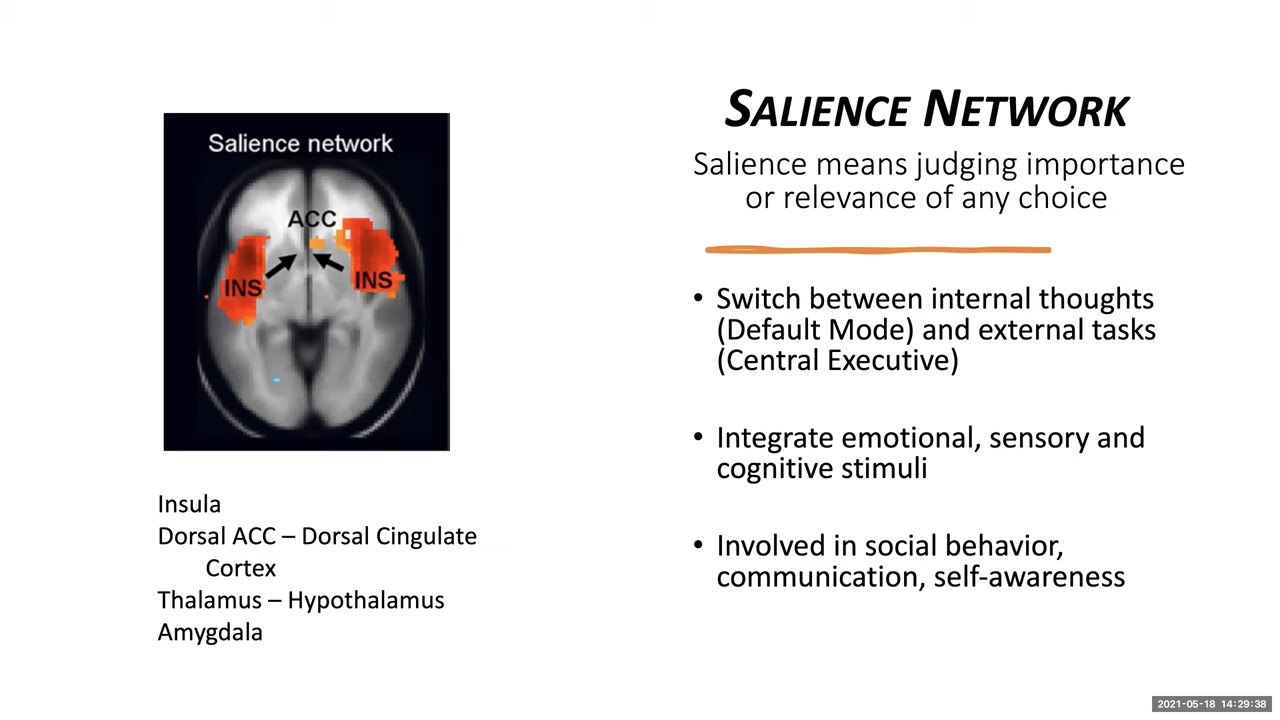 Salience network
ACC
INS
INS
Insula
Dorsal ACC – Dorsal Cingulate
Cortex
Thalamus – Hypothalamus
Amygdala
SALIENCE NETWORK
Salience means judging importance
or relevance of any choice
• Switch between internal thoughts
(Default Mode) and external tasks
(Central Executive)
• Integrate emotional, sensory and
cognitive stimuli
• Involved in social behavior,
communication, self-awareness
2021-05-18 14:29:38